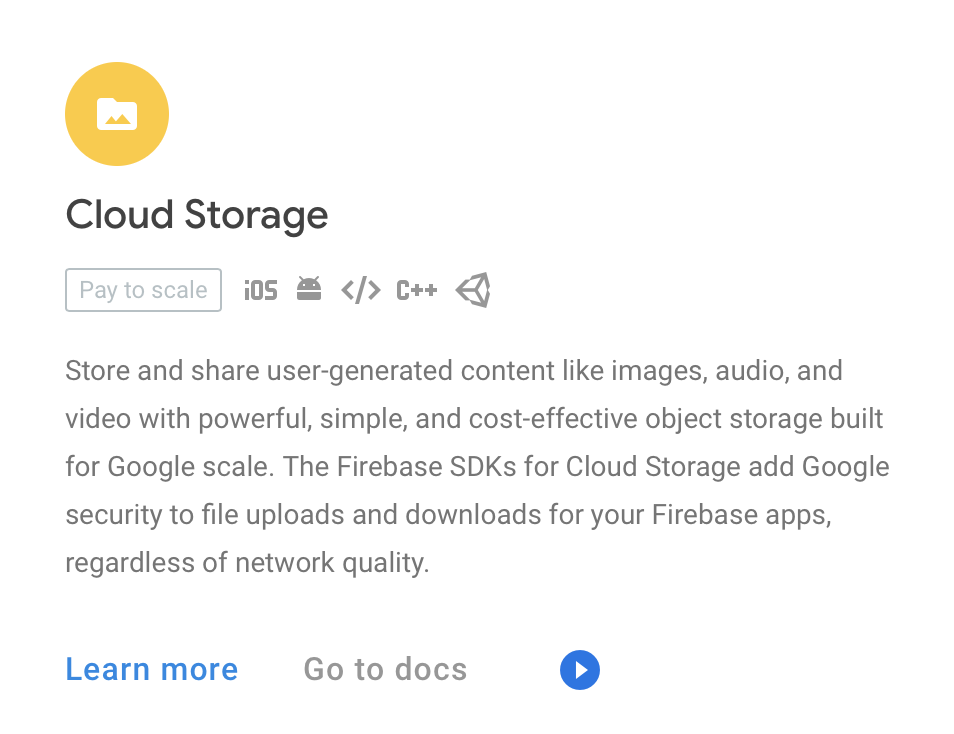 Cloud Storage
Pay to scale iOS </> C++
Store and share user-generated content like images, audio, and
video with powerful, simple, and cost-effective object storage built
for Google scale. The Firebase SDKs for Cloud Storage add Google
security to file uploads and downloads for your Firebase apps,
regardless of network quality.
Learn more Go to docs